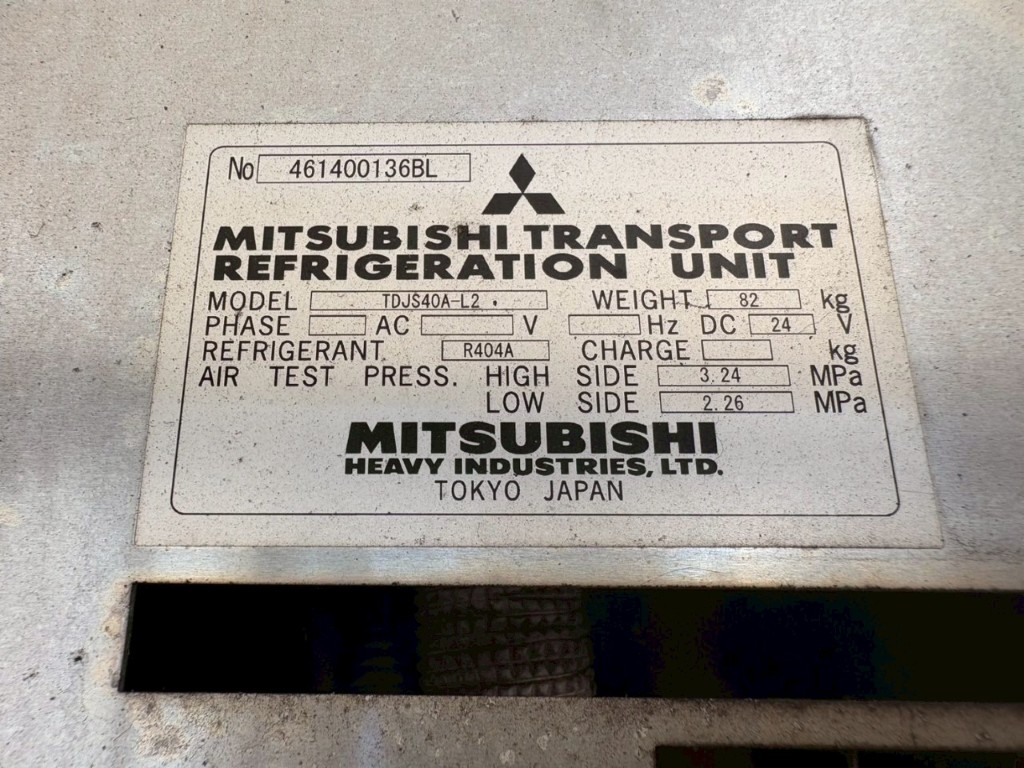 No 461400136BL
MITSUBISHI TRANSPORT
REFRIGERATION UNIT
MODEL TDJS40A-L2 WEIGHT 82 kg
PHASE AC V Hz DC 24 V
REFRIGERANT R404A CHARGE kg
AIR TEST PRESS. HIGH SIDE 3.24 MPa
LOW SIDE 2.26 MPa
MITSUBISHI
HEAVY INDUSTRIES, LTD.
TOKYO JAPAN